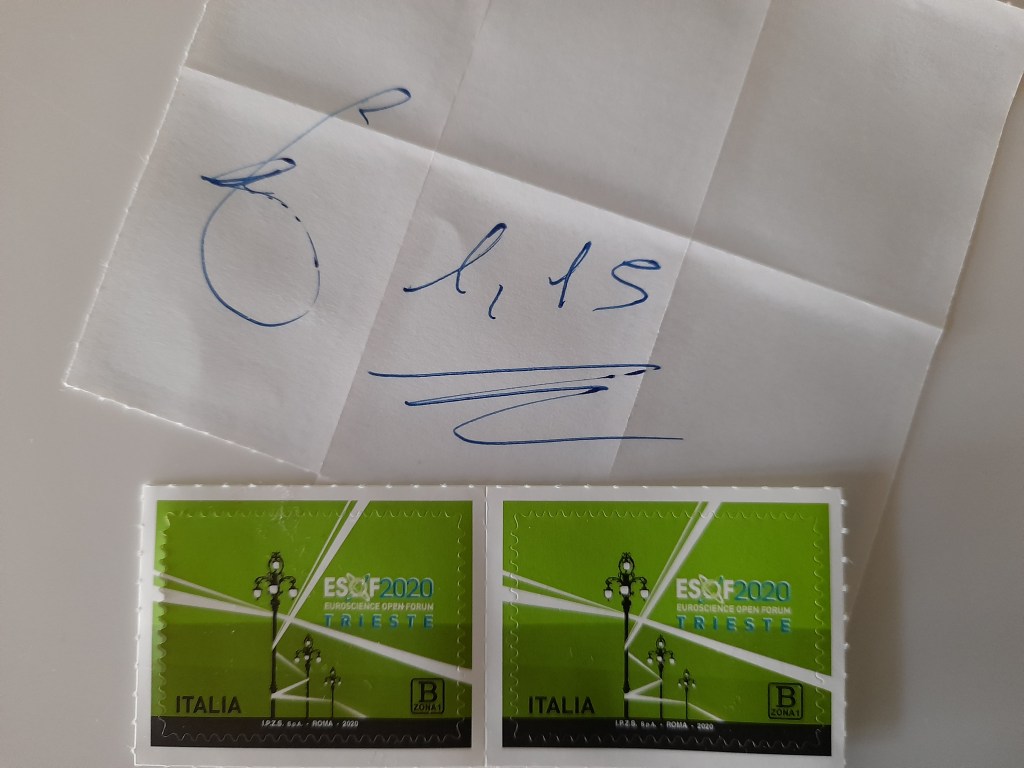 € 1,15
ESOF2020
EUROSCIENCE OPEN FORUM
TRIESTE
ITALIA
B
ZONA 1
I.P.Z.S. S.p.A. - ROMA - 2020
ESOF2020
EUROSCIENCE OPEN FORUM
TRIESTE
ITALIA
B
ZONA 1
I.P.Z.S. S.p.A. - ROMA - 2020